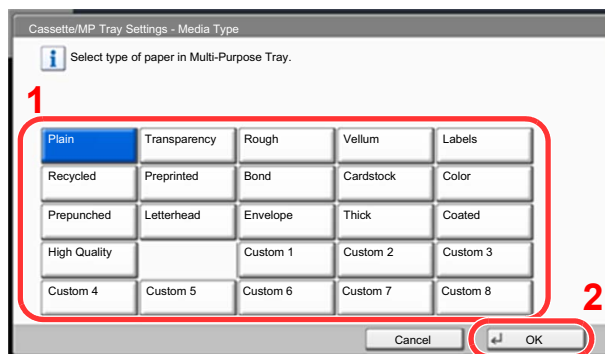 Cassette/MP Tray Settings - Media Type
Select type of paper in Multi-Purpose Tray.
1
Plain Transparency Rough Vellum Labels
Recycled Preprinted Bond Cardstock Color
Prepunched Letterhead Envelope Thick Coated
High Quality Custom 1 Custom 2 Custom 3
Custom 4 Custom 5 Custom 6 Custom 7 Custom 8
2
Cancel OK